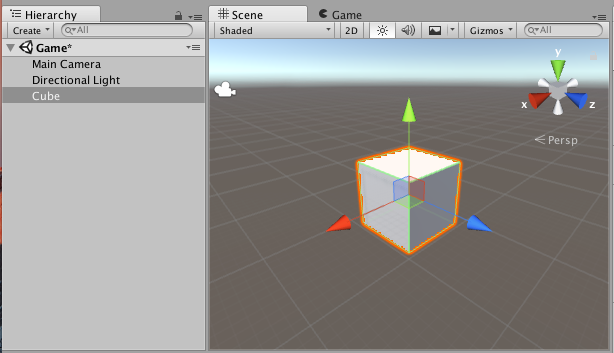 Hierarchy
Create All
Game*
Main Camera
Directional Light
Cube
Scene Game
Shaded 2D Gizmos All
y
x z
Persp